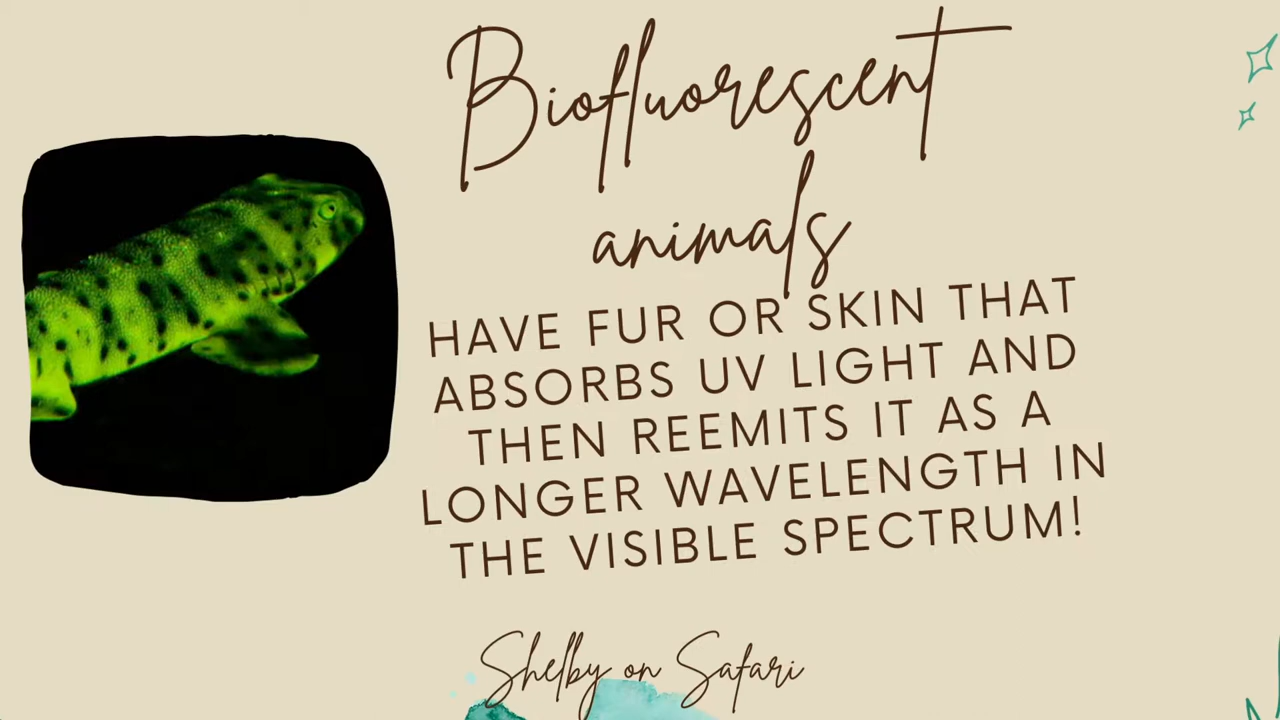 Biofluorescent
animals
HAVE FUR OR SKIN THAT
ABSORBS UV LIGHT AND
THEN REEMITS IT AS A
LONGER WAVELENGTH IN
THE VISIBLE SPECTRUM!
Shelby on Safari